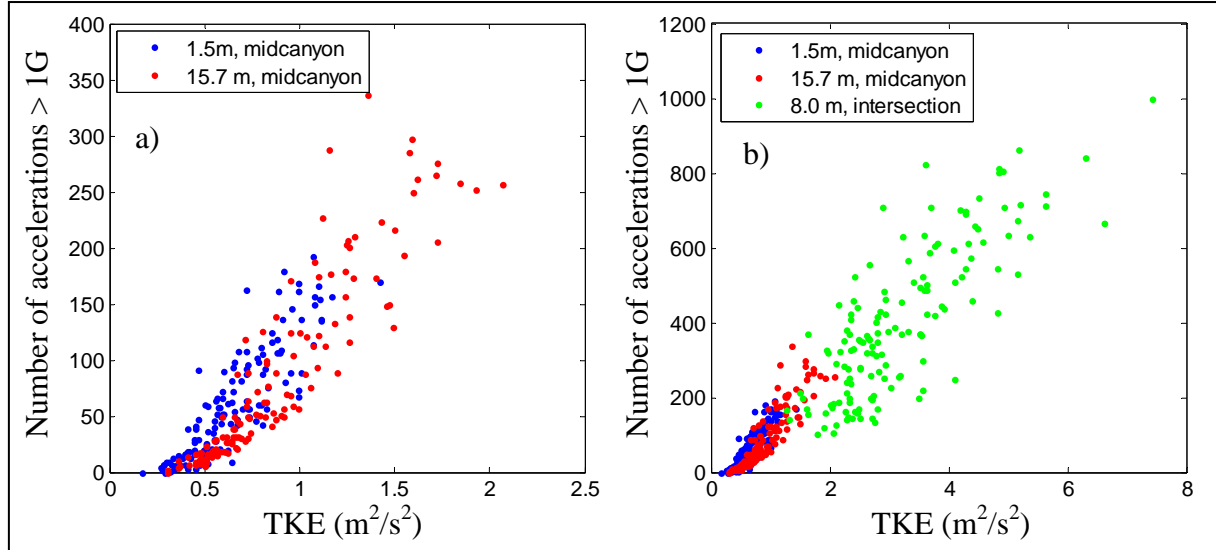 400
350
300
250
200
150
100
50
0
0
0.5
1
1.5
2
2.5
Number of accelerations > 1G
TKE (m²/s²)
1.5m, midcanyon
15.7 m, midcanyon
a)
1200
1000
800
600
400
200
0
0
2
4
6
8
Number of accelerations > 1G
TKE (m²/s²)
1.5m, midcanyon
15.7 m, midcanyon
8.0 m, intersection
b)